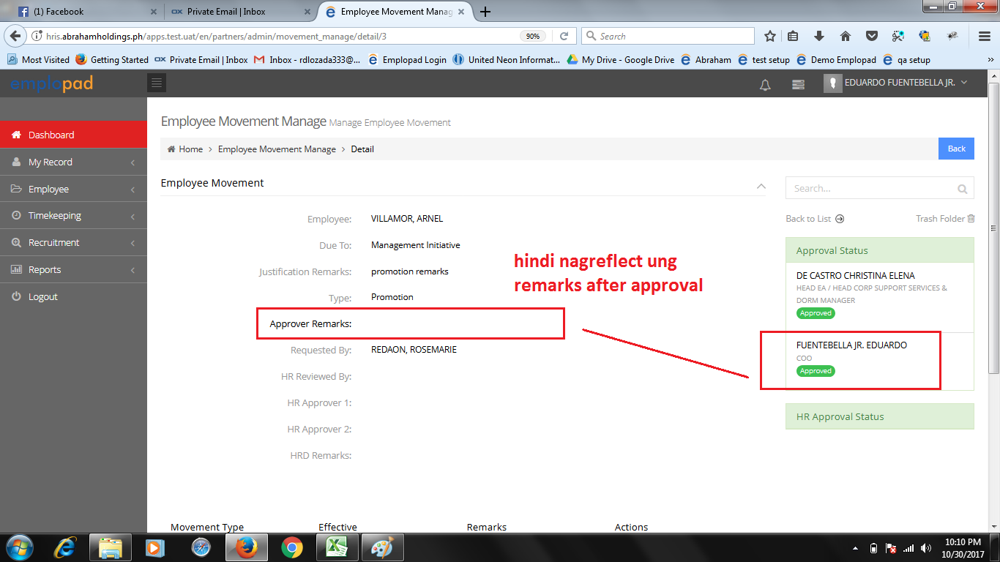 (1) Facebook
Private Email | Inbox
Employee Movement Manag
hris.abrahamholdings.ph/apps.test.uat/en/partners/admin/movement_manage/detail/3
90%
Search
Most Visited
Getting Started
Private Email | Inbox
Inbox - rdlozada333@...
Emplopad Login
United Neon Informat...
My Drive - Google Drive
Abraham
test setup
Demo Emplopad
qa setup
emplopad
EDUARDO FUENTEBELLA JR.
Dashboard
My Record
Employee
Timekeeping
Recruitment
Reports
Logout
Employee Movement Manage Manage Employee Movement
Home > Employee Movement Manage > Detail
Back
Employee Movement
Employee: VILLAMOR, ARNEL
Due To: Management Initiative
Justification Remarks: promotion remarks
Type: Promotion
Approver Remarks:
Requested By: REDAON, ROSEMARIE
HR Reviewed By:
HR Approver 1:
HR Approver 2:
HRD Remarks:
hindi nagreflect ung
remarks after approval
Search...
Back to List
Trash Folder
Approval Status
DE CASTRO CHRISTINA ELENA
HEAD EA / HEAD CORP SUPPORT SERVICES &
DORM MANAGER
Approved
FUENTEBELLA JR. EDUARDO
COO
Approved
HR Approval Status
Movement Type Effective Remarks Actions
10:10 PM
10/30/2017